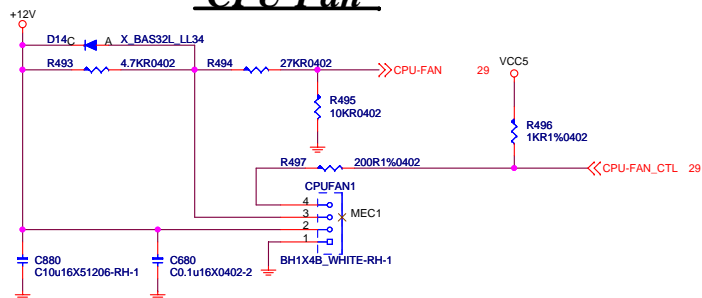 CPU Fan
+12V
D14 C A X_BAS32L_LL34
R493 4.7KR0402 R494 27KR0402 CPU-FAN 29
VCC5
R495
10KR0402
R496
1KR1%0402
R497 200R1%0402 CPU-FAN_CTL 29
CPUFAN1
4
3 MEC1
2
1
C880
C10u16X51206-RH-1
C680
C0.1u16X0402-2
BH1X4B_WHITE-RH-1